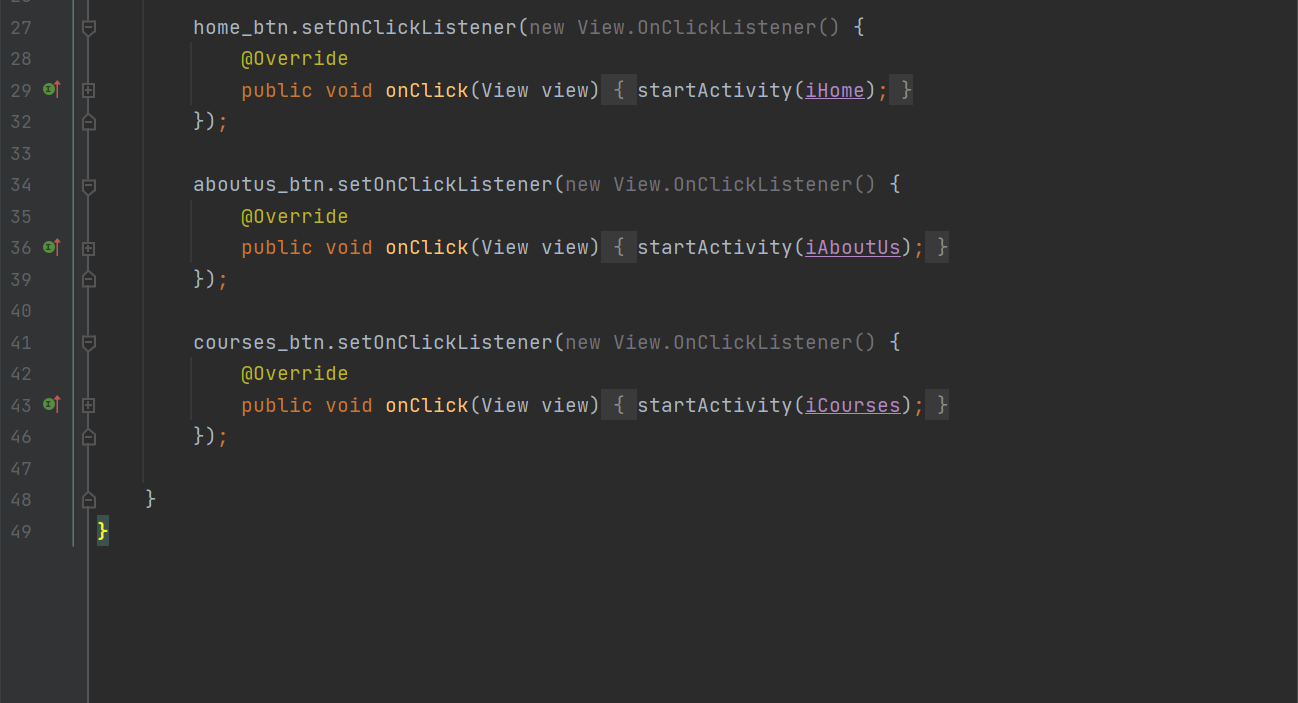 27 home_btn.setOnClickListener(new View.OnClickListener() {
28 @Override
29 public void onClick(View view) { startActivity(iHome); }
32 });
33
34 aboutus_btn.setOnClickListener(new View.OnClickListener() {
35 @Override
36 public void onClick(View view) { startActivity(iAboutUs); }
39 });
40
41 courses_btn.setOnClickListener(new View.OnClickListener() {
42 @Override
43 public void onClick(View view) { startActivity(iCourses); }
46 });
47
48 }
49 }